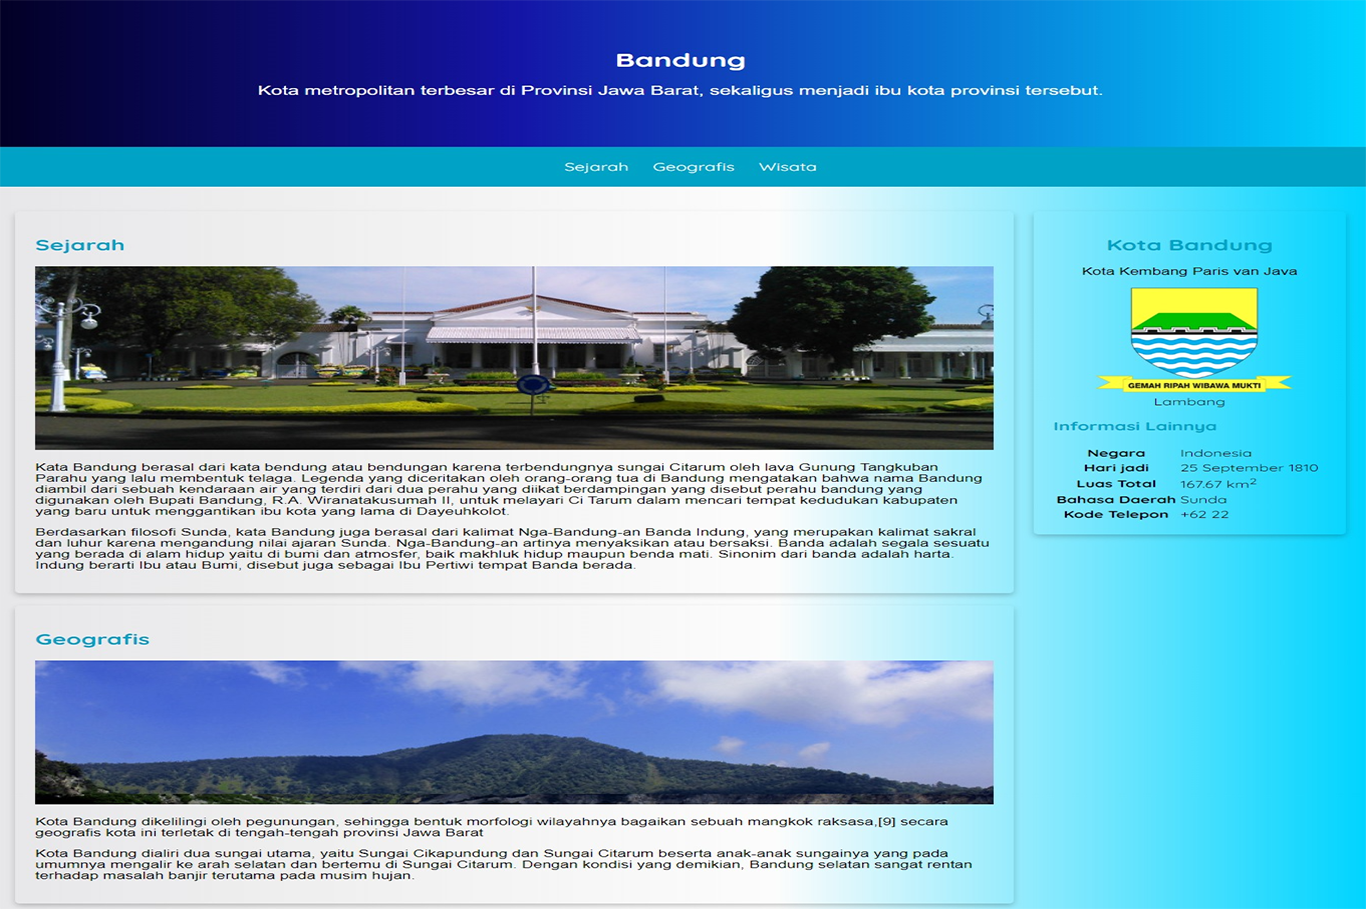 Bandung
Kota metropolitan terbesar di Provinsi Jawa Barat, sekaligus menjadi ibu kota provinsi tersebut.
Sejarah Geografis Wisata
Sejarah
Kata Bandung berasal dari kata bendung atau bendungan karena terbendungnya sungai Citarum oleh lava Gunung Tangkuban
Parahu yang lalu membentuk telaga. Legenda yang diceritakan oleh orang-orang tua di Bandung mengatakan bahwa nama Bandung
diambil dari sebuah kendaraan air yang terdiri dari dua perahu yang diikat berdampingan yang disebut perahu bandung yang
digunakan oleh Bupati Bandung, R.A. Wiranatakusumah II, untuk melayari Ci Tarum dalam mencari tempat kedudukan kabupaten
yang baru untuk menggantikan ibu kota yang lama di Dayeuhkolot.
Berdasarkan filosofi Sunda, kata Bandung juga berasal dari kalimat Nga-Bandung-an Banda Indung, yang merupakan kalimat sakral
dan luhur karena mengandung nilai ajaran Sunda. Nga-Bandung-an artinya menyaksikan atau bersaksi. Banda adalah segala sesuatu
yang berada di alam hidup yaitu di bumi dan atmosfer, baik makhluk hidup maupun benda mati. Sinonim dari banda adalah harta.
Indung berarti Ibu atau Bumi, disebut juga sebagai Ibu Pertiwi tempat Banda berada.
Geografis
Kota Bandung dikelilingi oleh pegunungan, sehingga bentuk morfologi wilayahnya bagaikan sebuah mangkok raksasa,[9] secara
geografis kota ini terletak di tengah-tengah provinsi Jawa Barat
Kota Bandung dialiri dua sungai utama, yaitu Sungai Cikapundung dan Sungai Citarum beserta anak-anak sungainya yang pada
umumnya mengalir ke arah selatan dan bertemu di Sungai Citarum. Dengan kondisi yang demikian, Bandung selatan sangat rentan
terhadap masalah banjir terutama pada musim hujan.
Kota Bandung
Kota Kembang Paris van Java
GEMAH RIPAH WIBAWA MUKTI
Lambang
Informasi Lainnya
Negara Indonesia
Hari jadi 25 September 1810
Luas Total 167.67 km²
Bahasa Daerah Sunda
Kode Telepon +62 22